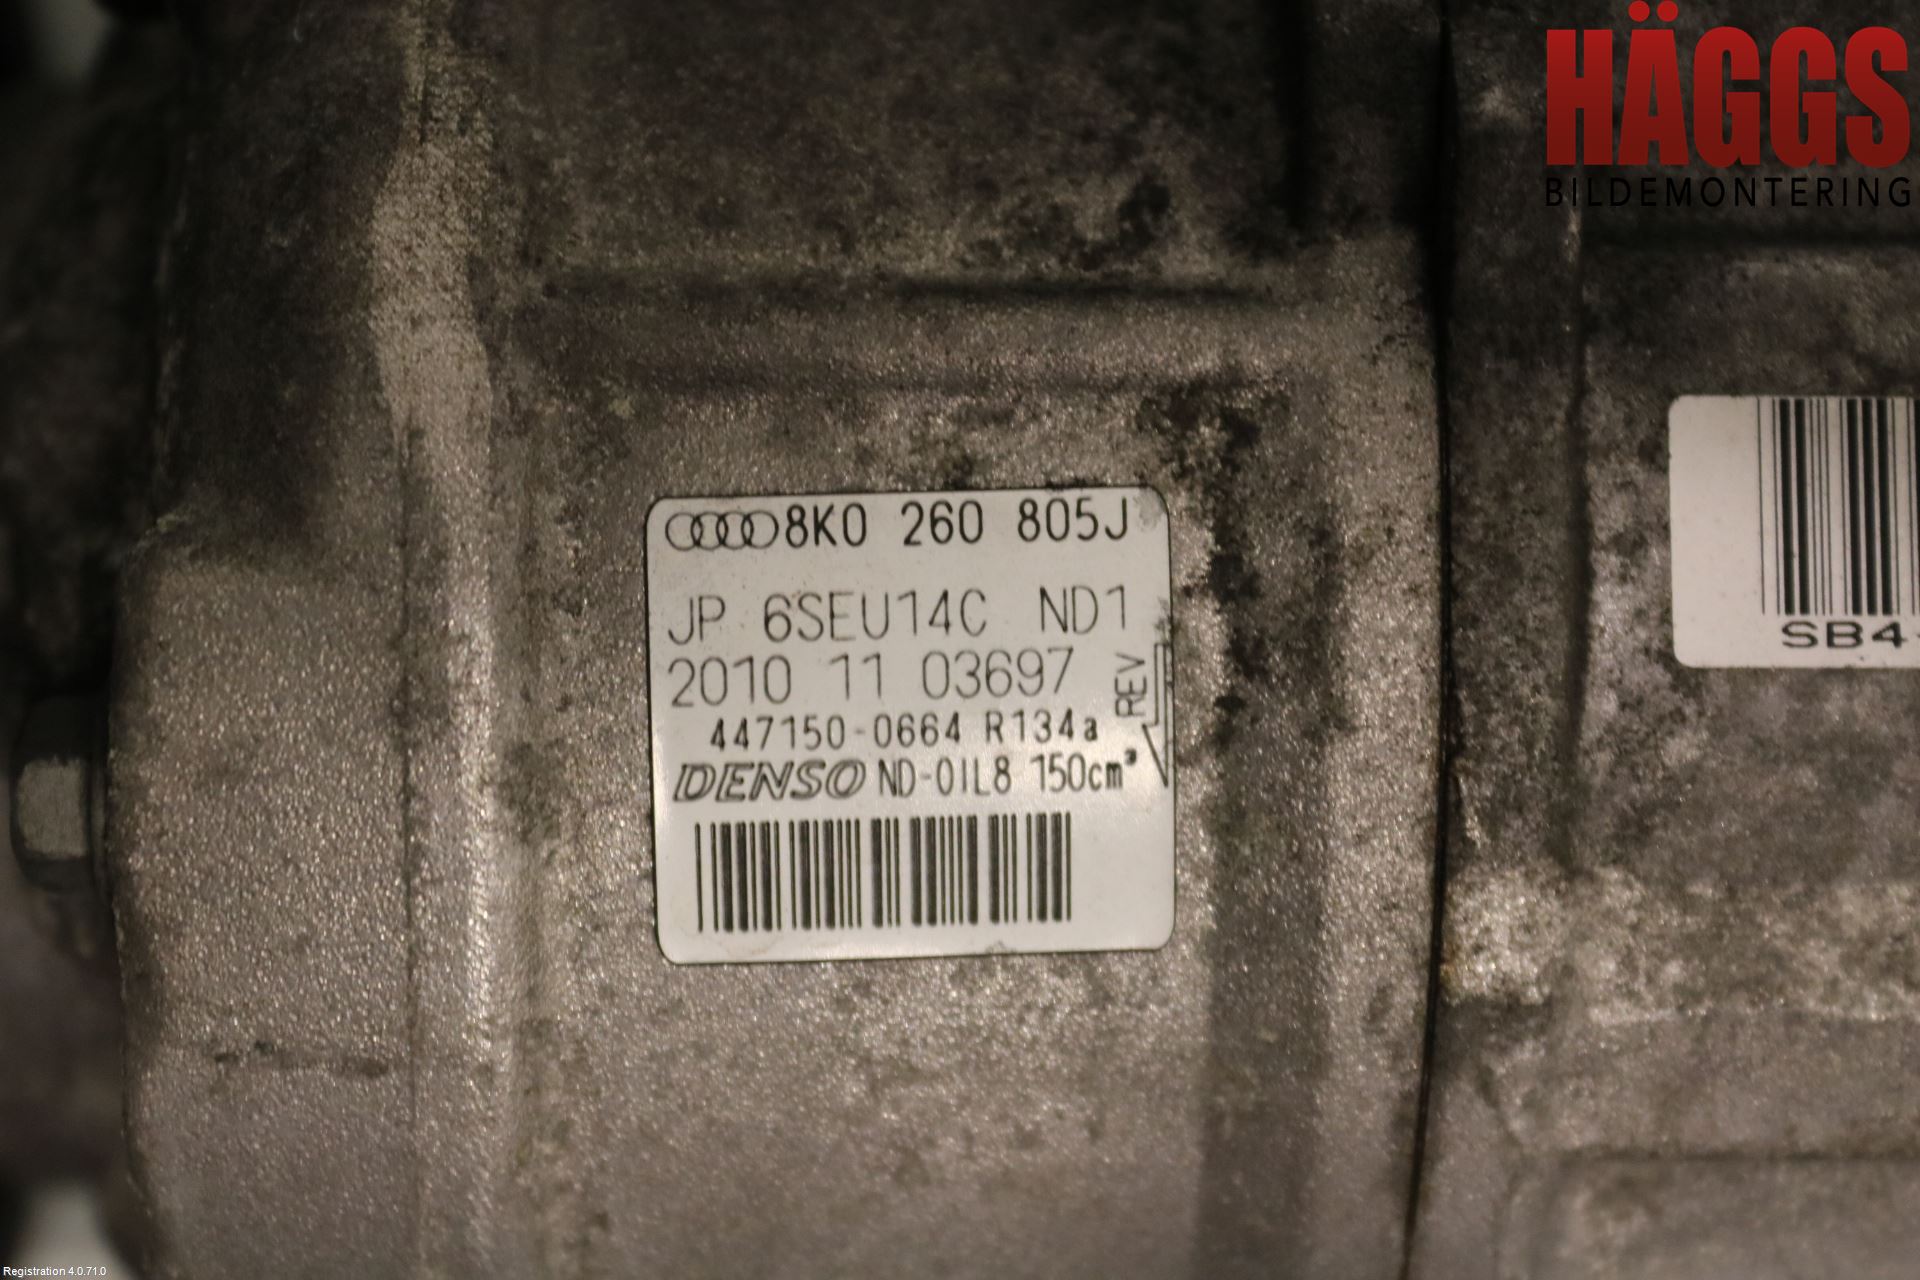 HÄGGS
BILDEMONTERING
8K0 260 805J
JP 6SEU14C ND1
2010 11 03697
REV
447150-0664 R134a
DENSO ND-OIL8 150cm³
SB4-
Registration 4.0.71.0